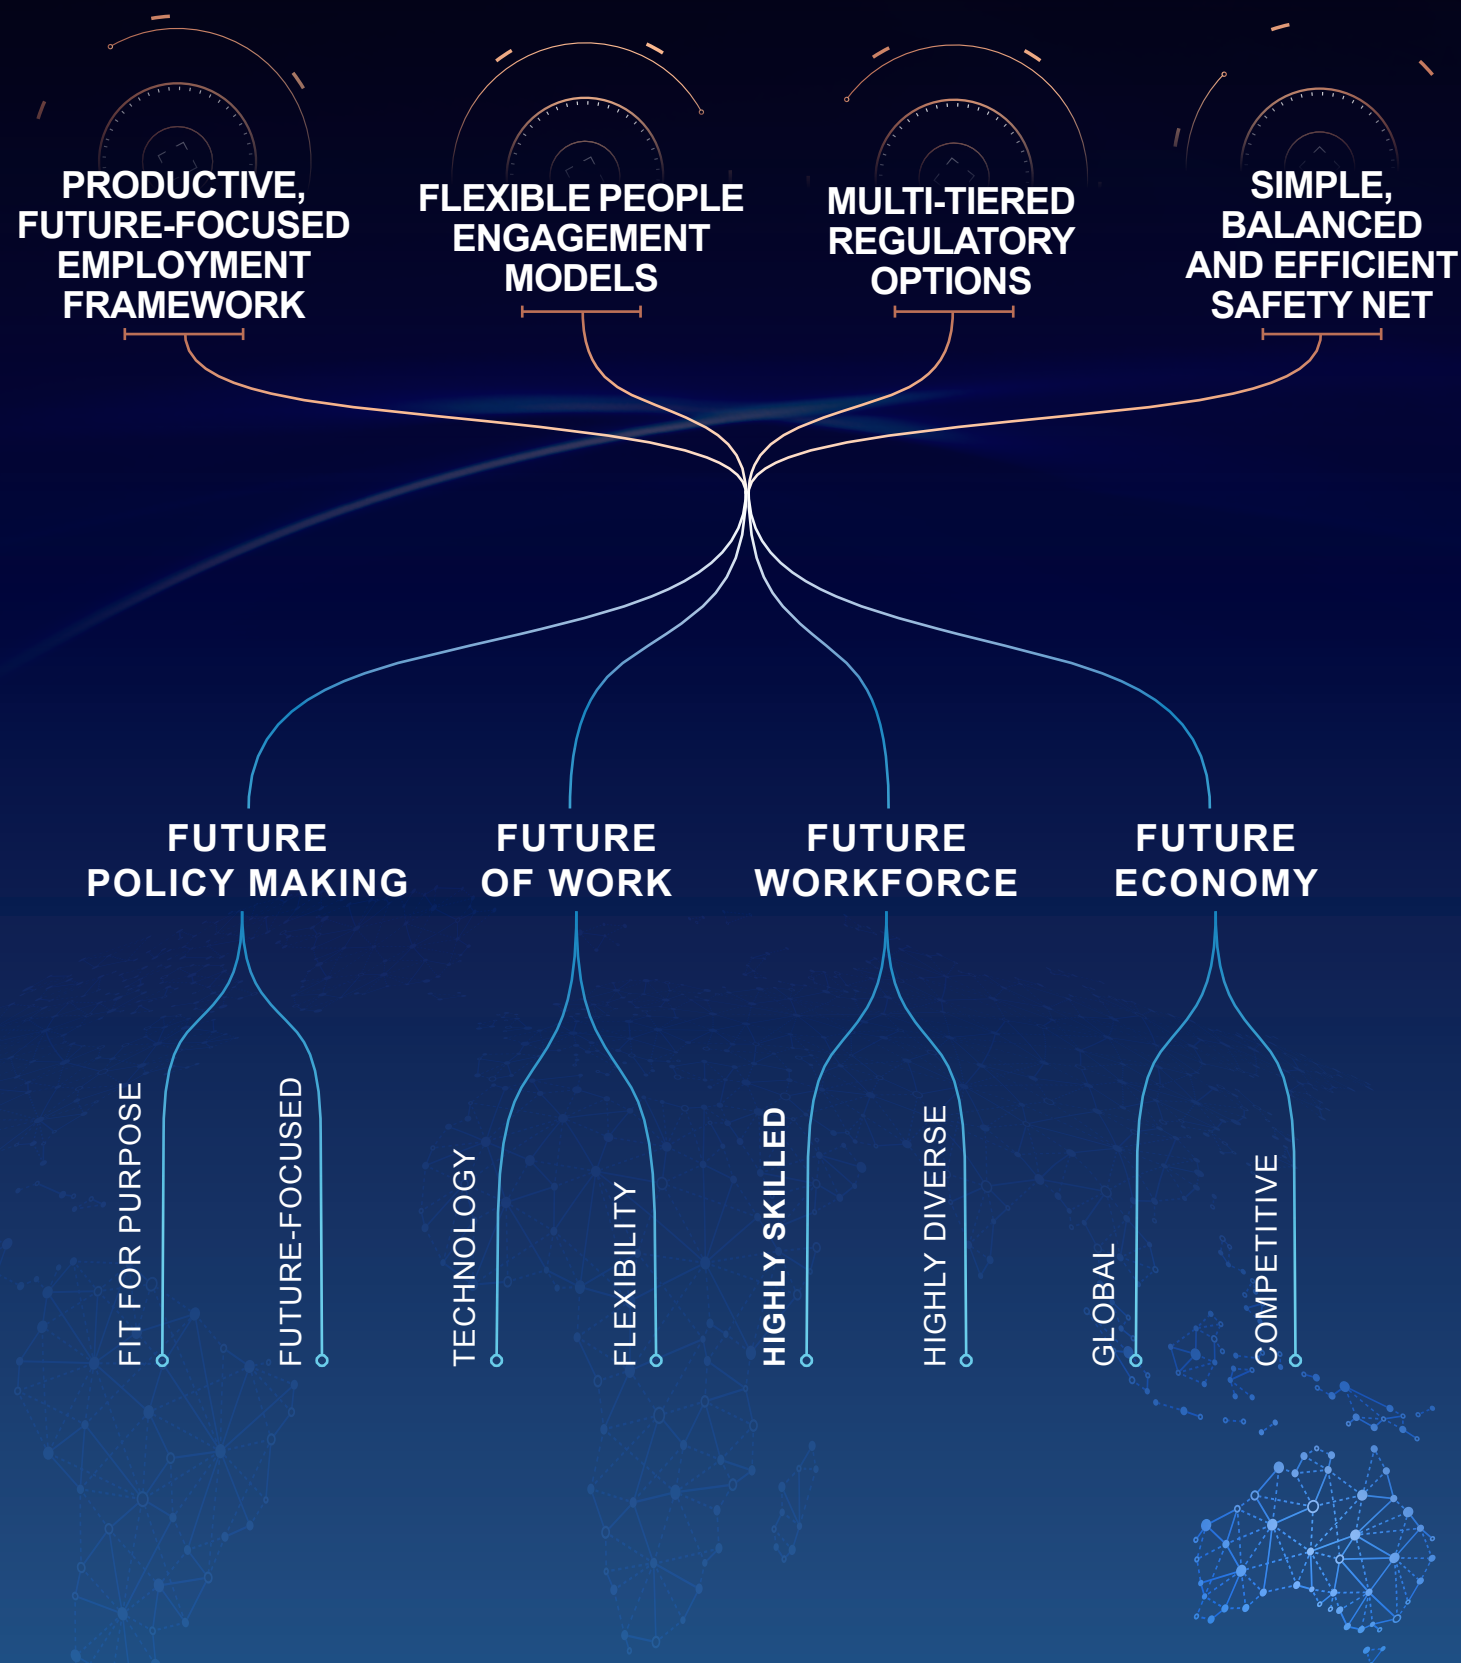 PRODUCTIVE,
FUTURE-FOCUSED
EMPLOYMENT
FRAMEWORK
FLEXIBLE PEOPLE
ENGAGEMENT
MODELS
MULTI-TIERED
REGULATORY
OPTIONS
SIMPLE,
BALANCED
AND EFFICIENT
SAFETY NET
FUTURE
POLICY MAKING
FUTURE
OF WORK
FUTURE
WORKFORCE
FUTURE
ECONOMY
FIT FOR PURPOSE
FUTURE-FOCUSED
TECHNOLOGY
FLEXIBILITY
HIGHLY SKILLED
HIGHLY DIVERSE
GLOBAL
COMPETITIVE